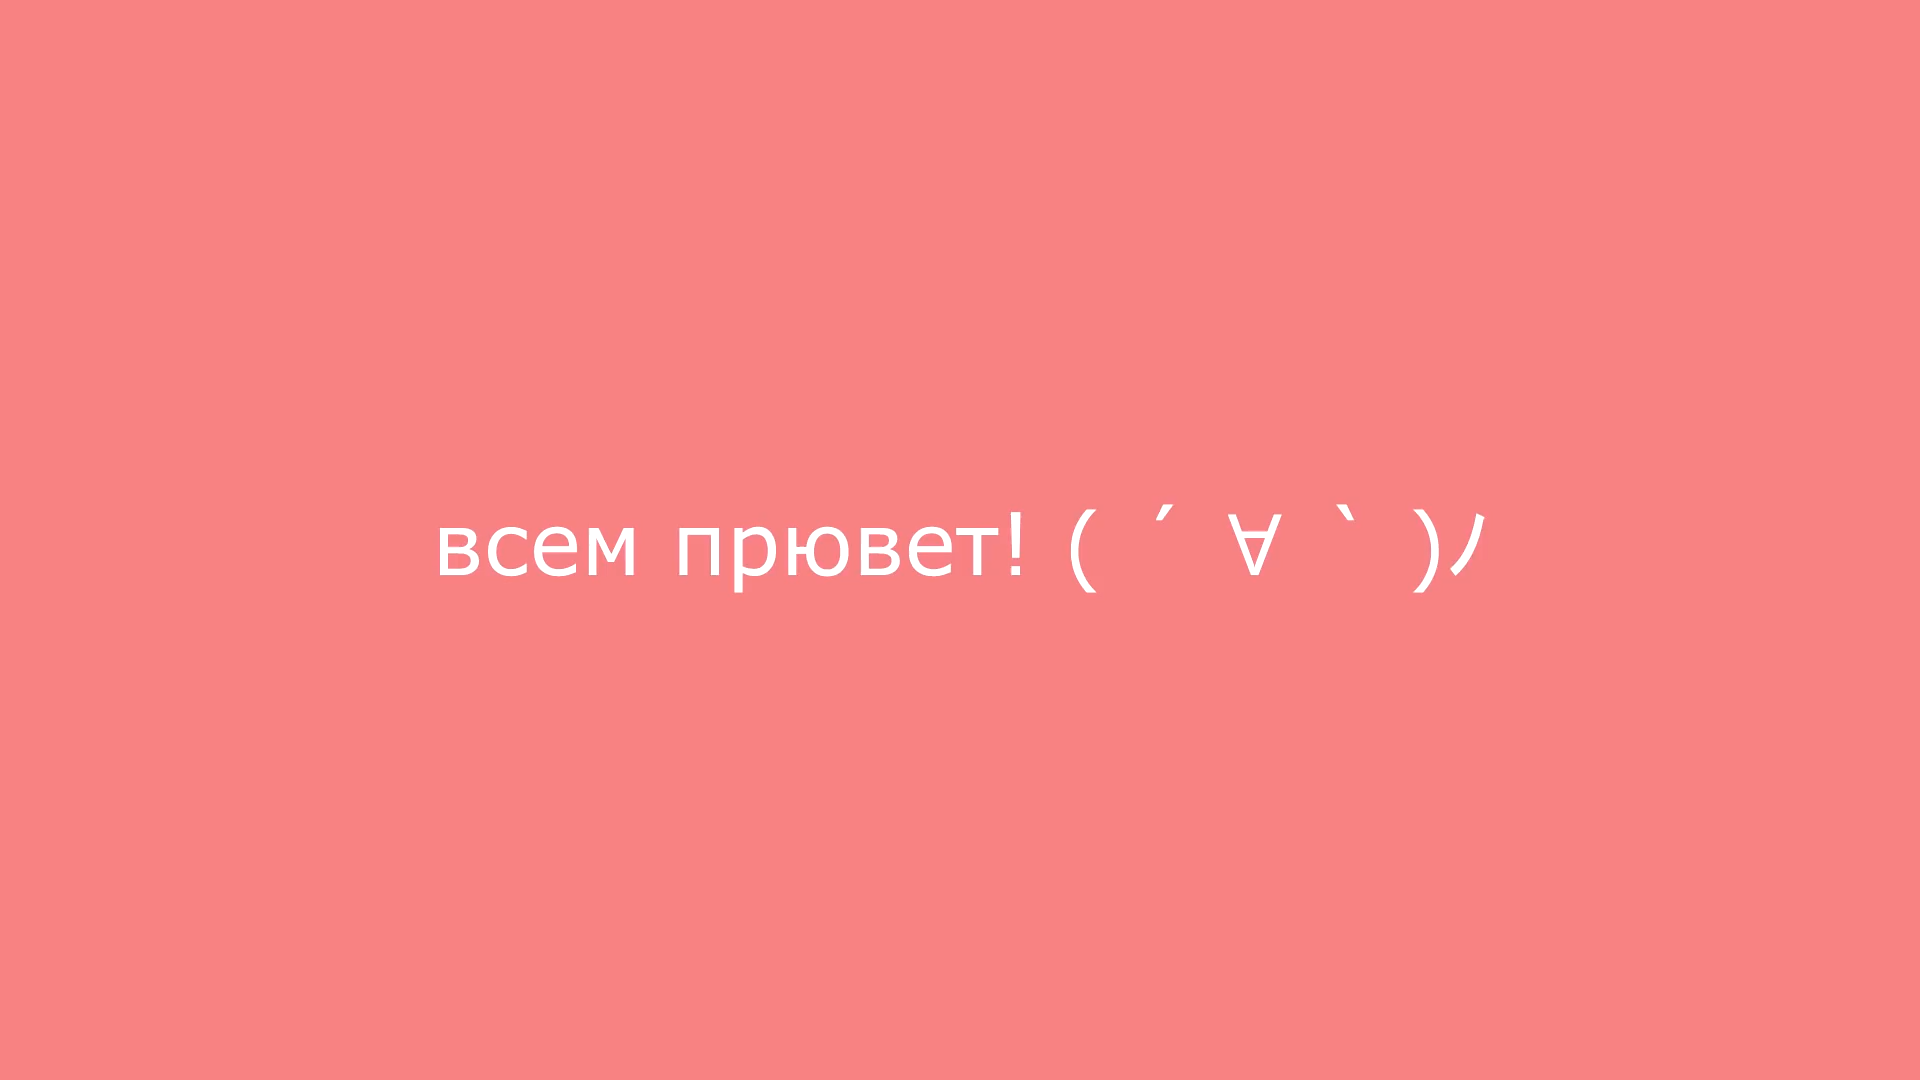 всем прювет! ( ´ ∀ ` )ﾉ